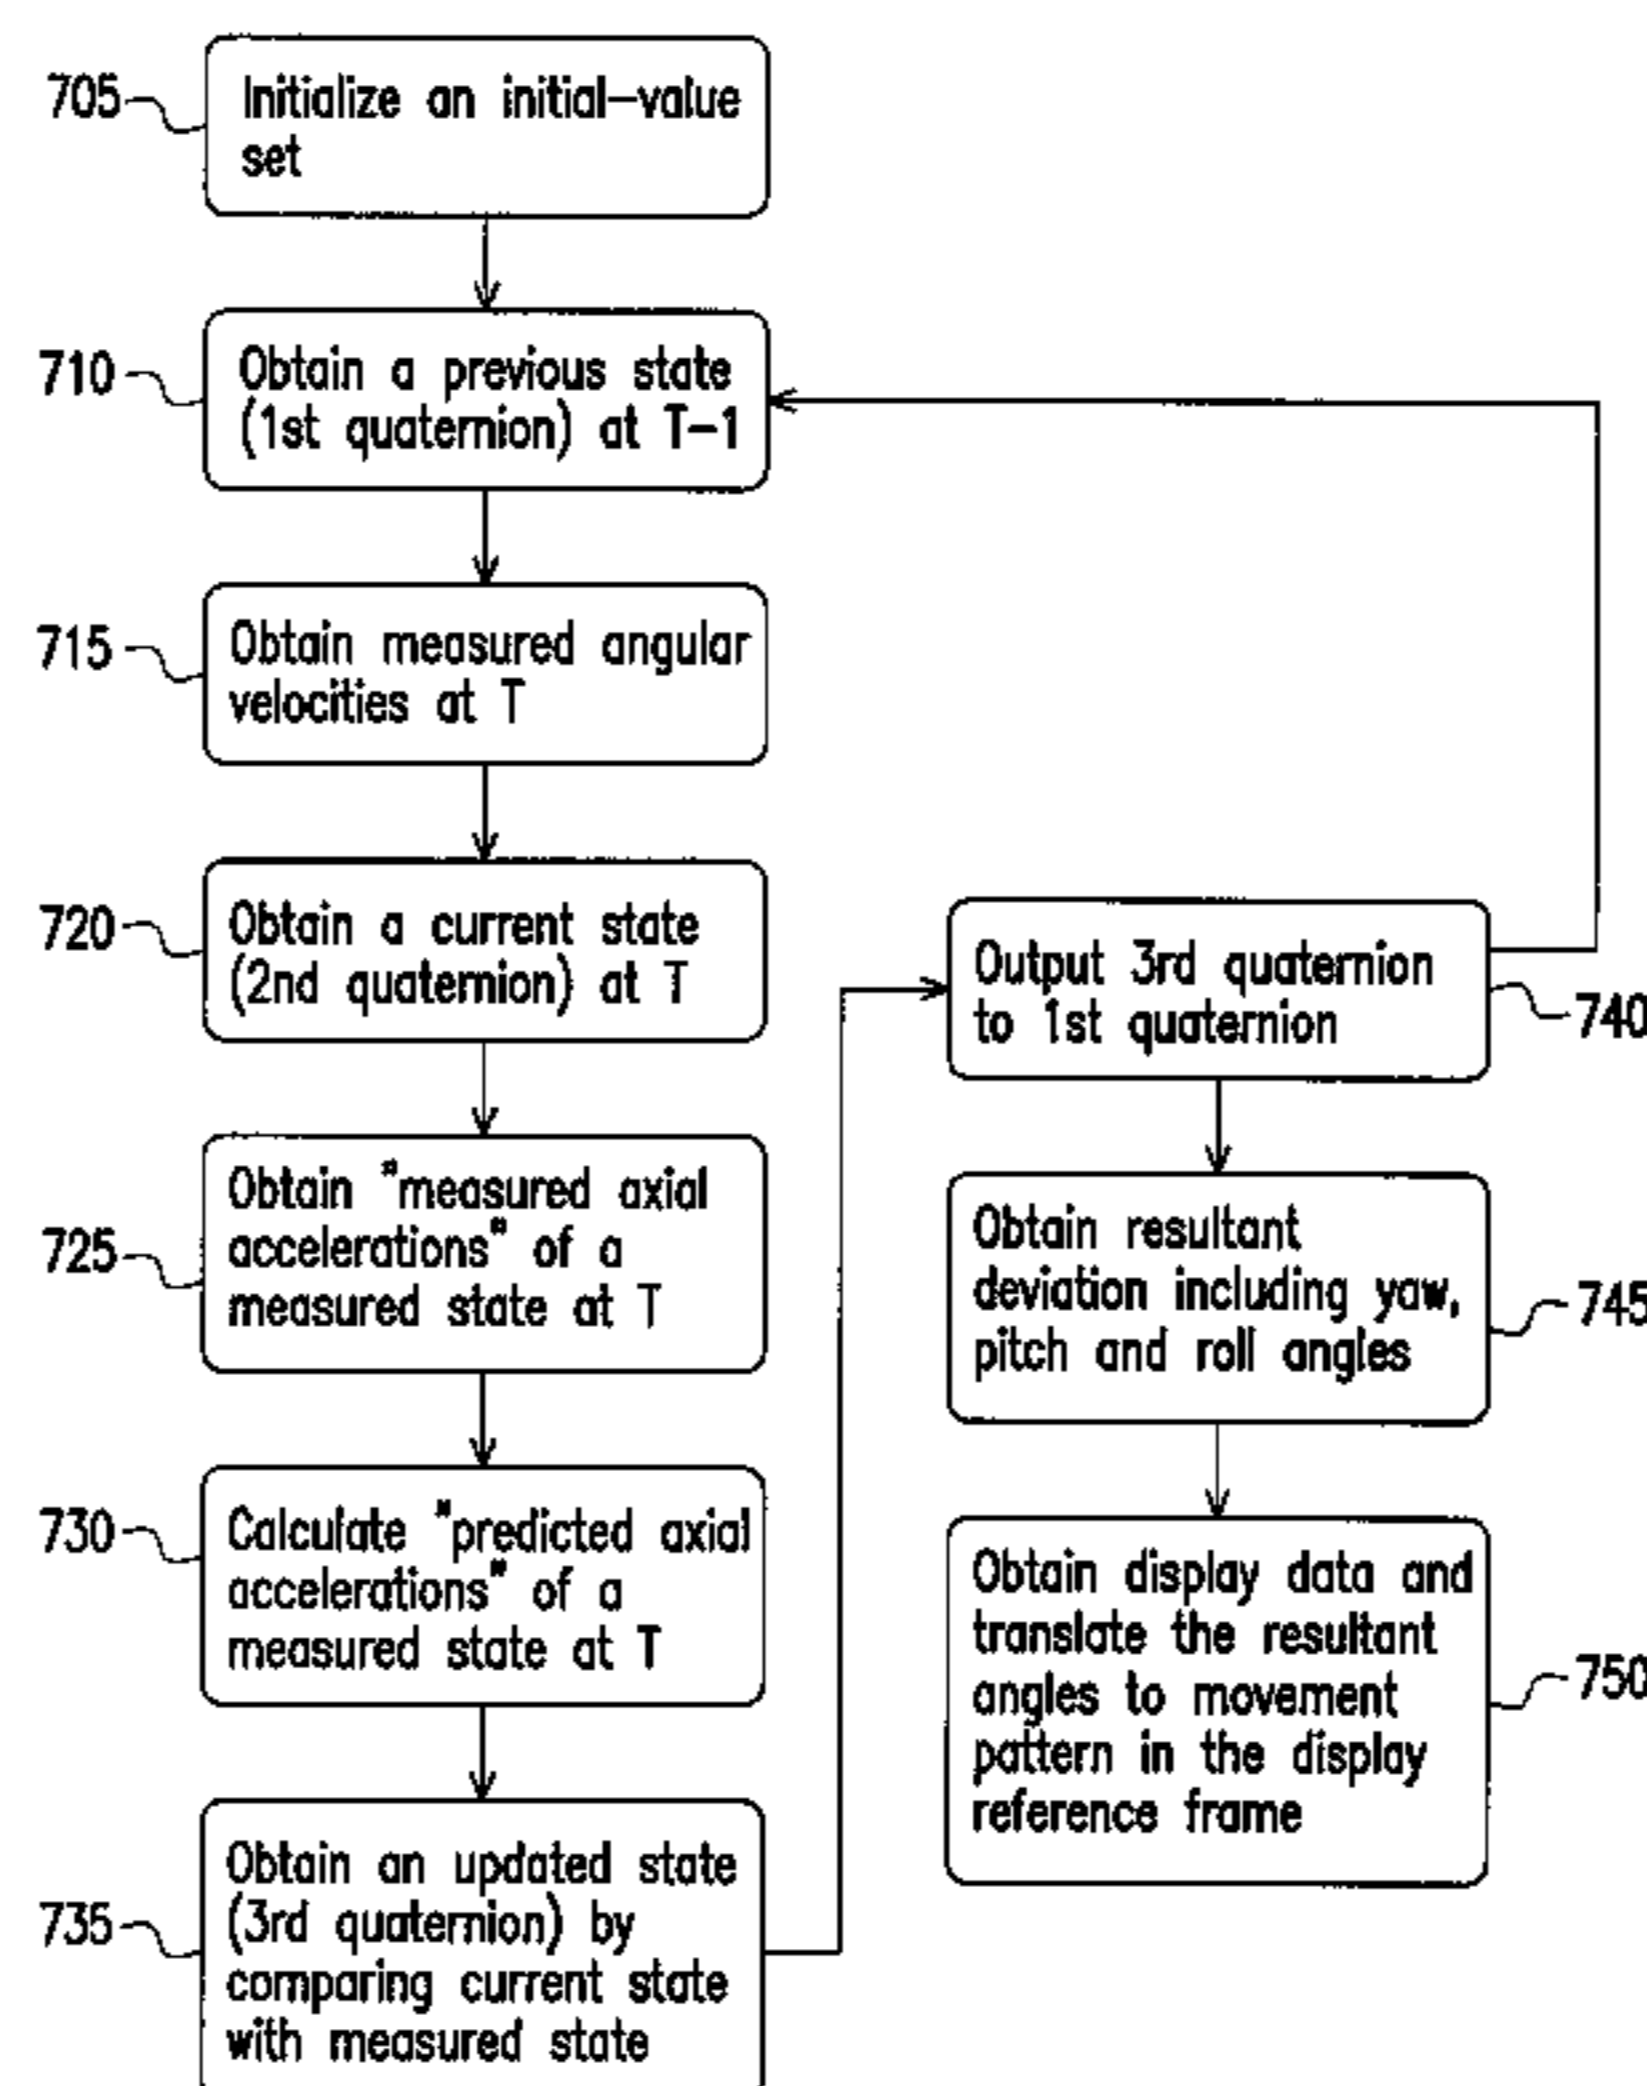 705
Initialize an initial-value
set
710
Obtain a previous state
(1st quaternion) at T-1
715
Obtain measured angular
velocities at T
720
Obtain a current state
(2nd quaternion) at T
725
Obtain "measured axial
accelerations" of a
measured state at T
730
Calculate "predicted axial
accelerations" of a
measured state at T
735
Obtain an updated state
(3rd quaternion) by
comparing current state
with measured state
Output 3rd quaternion
to 1st quaternion
740
Obtain resultant
deviation including yaw,
pitch and roll angles
745
Obtain display data and
translate the resultant
angles to movement
pattern in the display
reference frame
750